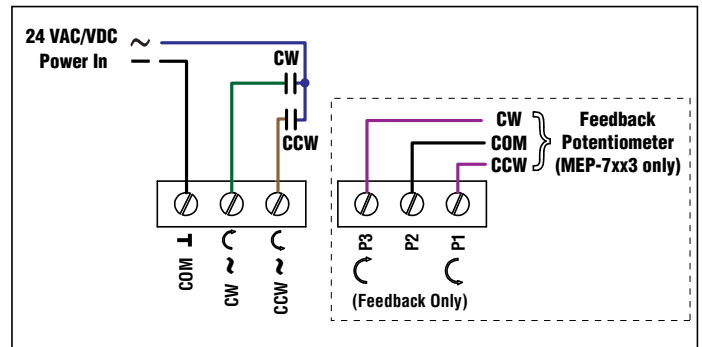 24 VAC/VDC
Power In
CW
CCW
COM
CW
CCW
CW
COM
CCW
Feedback
Potentiometer
(MEP-7xx3 only)
P3
P2
P1
(Feedback Only)